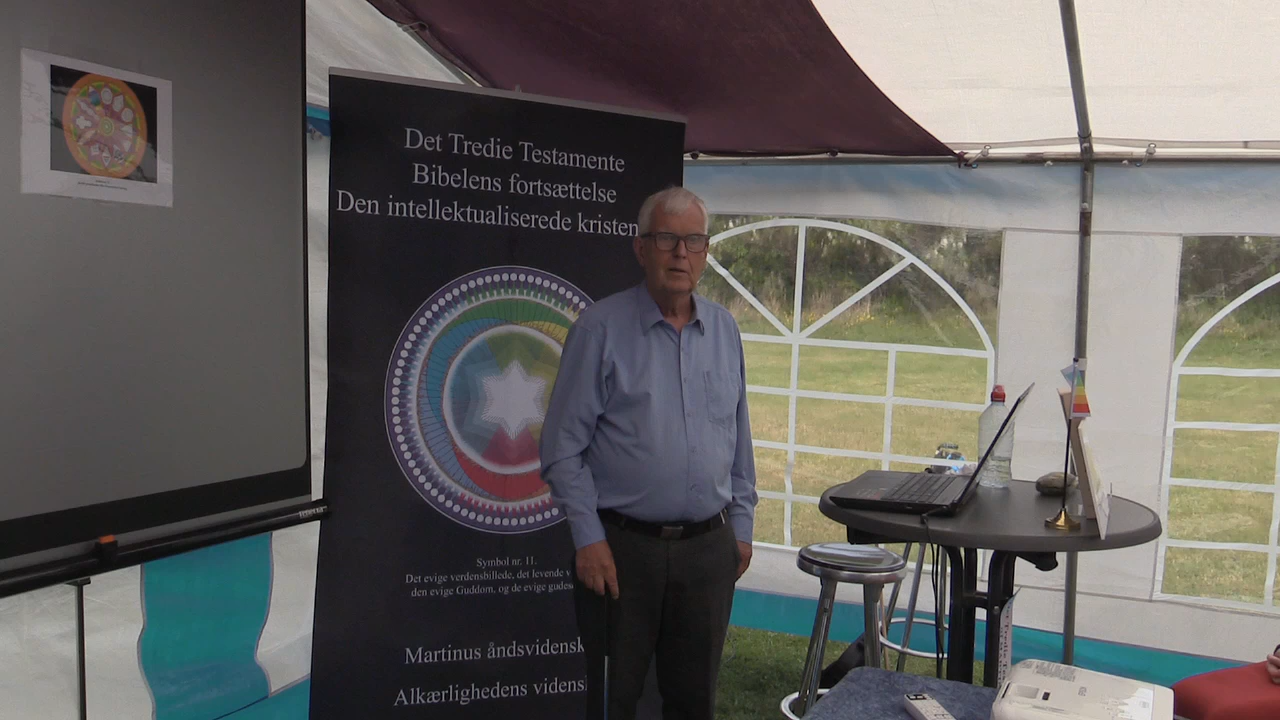 Det Tredie Testamente
Bibelens fortsættelse
Den intellektualiserede kristen
Symbol nr. 11.
Det evige verdensbillede, det levende v
den evige Guddom, og de evige gudes
Martinus åndsvidensk
Alkærlighedens videns